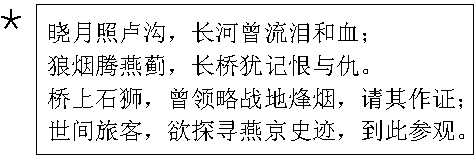 *
晓月照卢沟，长河曾流泪和血；
狼烟腾燕蓟，长桥犹记恨与仇。
桥上石狮，曾领略战地烽烟，请其作证；
世间旅客，欲探寻燕京史迹，到此参观。